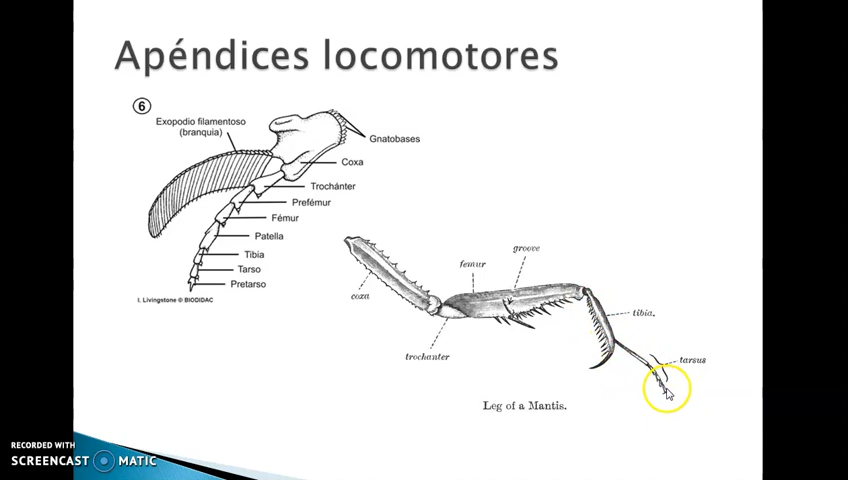 Apéndices locomotores
6
Exopodio filamentoso
(branquia)
Gnatobases
Coxa
Trochánter
Prefémur
Fémur
Patella
Tibia
Tarso
Pretarso
I. Livingstone © BIODIDAC
groove
femur
coxa
tibia,
trochanter
tarsus
Leg of a Mantis.
RECORDED WITH
SCREENCAST MATIC